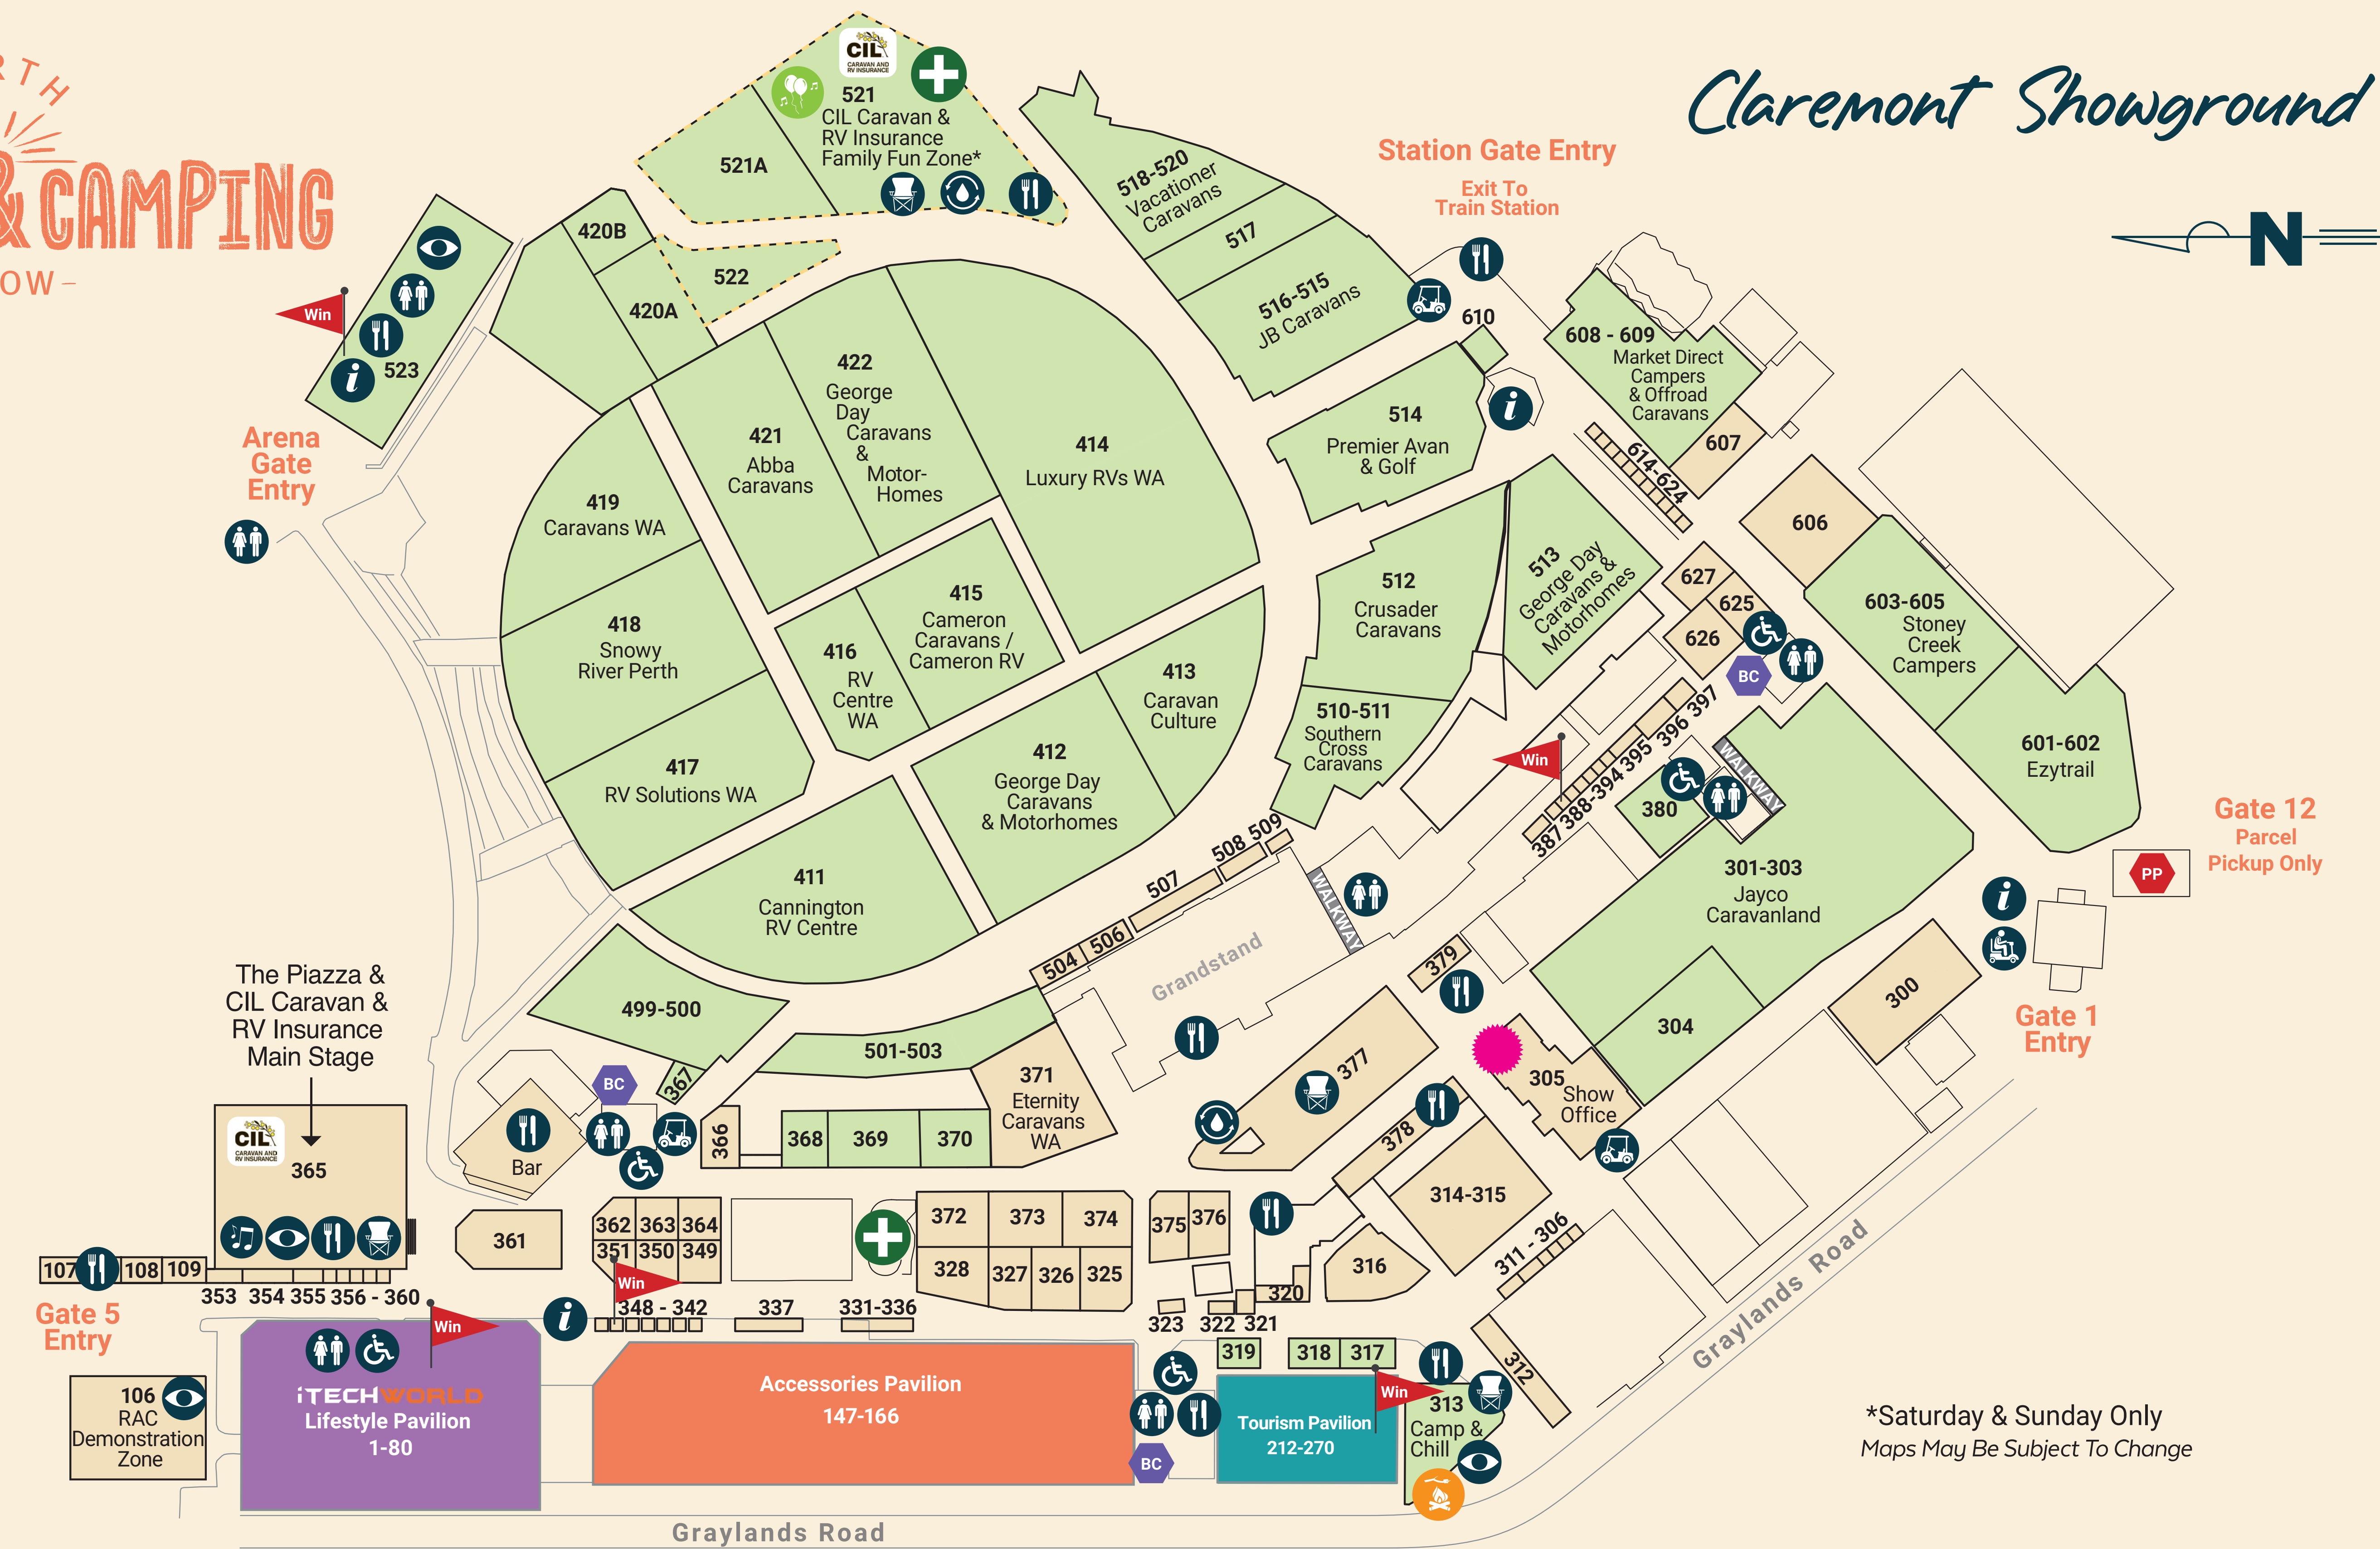 RTH
& CAMPING
OW
Claremont Showground
N
CIL
CARAVAN AND
RV INSURANCE
521
CIL Caravan &
RV Insurance
Family Fun Zone*
521A
522
518-520
Vacationer
Caravans
517
516-515
JB Caravans
Station Gate Entry
Exit To
Train Station
610
608 - 609
Market Direct
Campers
& Offroad
Caravans
607
614-624
606
603-605
Stoney
Creek
Campers
601-602
Ezytrail
Gate 12
Parcel
Pickup Only
PP
420B
420A
Win
523
Arena
Gate
Entry
419
Caravans WA
421
Abba
Caravans
422
George
Day
Caravans
&
Motor-
Homes
414
Luxury RVs WA
418
Snowy
River Perth
417
RV Solutions WA
416
RV
Centre
WA
415
Cameron
Caravans /
Cameron RV
413
Caravan
Culture
412
George Day
Caravans
& Motorhomes
411
Cannington
RV Centre
514
Premier Avan
& Golf
512
Crusader
Caravans
513
George Day
Caravans &
Motorhomes
510-511
Southern
Cross
Caravans
627
625
626
BC
Win
387
388-394
395
396
397
WALKWAY
380
301-303
Jayco
Caravanland
304
300
Gate 1
Entry
509
508
507
506
504
Grandstand
WALKWAY
379
499-500
501-503
367
BC
371
Eternity
Caravans
WA
366
368
369
370
377
378
305
Show
Office
314-315
311 - 306
316
312
Graylands Road
The Piazza &
CIL Caravan &
RV Insurance
Main Stage
CIL
CARAVAN AND
RV INSURANCE
365
Bar
361
362
363
364
351
350
349
Win
372
373
374
328
327
326
325
375
376
320
323
322
321
107
108
109
353
354
355
356 - 360
Gate 5
Entry
348 - 342
337
331-336
Win
iTECHWORLD
Lifestyle Pavilion
1-80
106
RAC
Demonstration
Zone
Accessories Pavilion
147-166
BC
319
318
317
Win
Tourism Pavilion
212-270
313
Camp &
Chill
*Saturday & Sunday Only
Maps May Be Subject To Change
Graylands Road